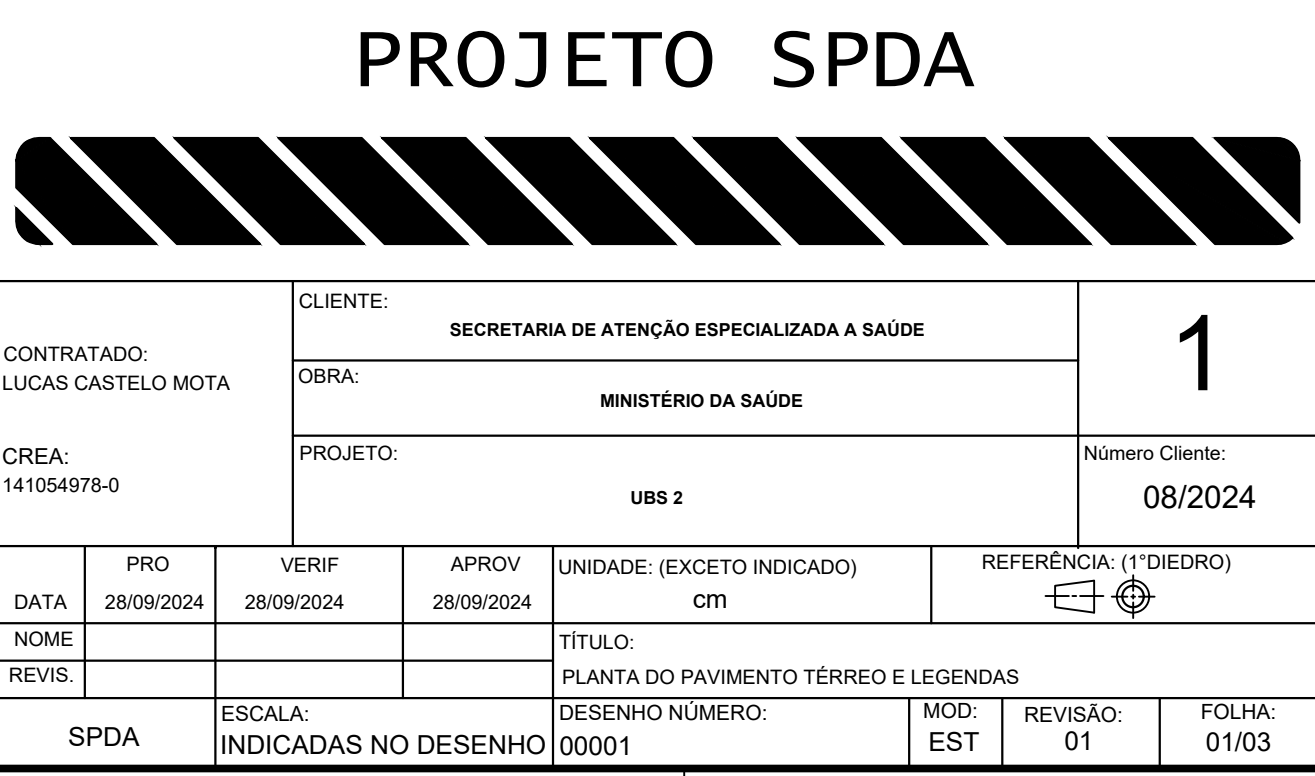 PROJETO SPDA
CONTRATADO:
LUCAS CASTELO MOTA
CREA:
141054978-0
CLIENTE:
SECRETARIA DE ATENÇÃO ESPECIALIZADA A SAÚDE
OBRA:
MINISTÉRIO DA SAÚDE
PROJETO:
UBS 2
1
Número Cliente:
08/2024
PRO VERIF APROV
DATA 28/09/2024 28/09/2024 28/09/2024
NOME
REVIS.
UNIDADE: (EXCETO INDICADO)
cm
REFERÊNCIA: (1°DIEDRO)
TÍTULO:
PLANTA DO PAVIMENTO TÉRREO E LEGENDAS
SPDA
ESCALA:
INDICADAS NO DESENHO
DESENHO NÚMERO:
00001
MOD:
EST
REVISÃO:
01
FOLHA:
01/03